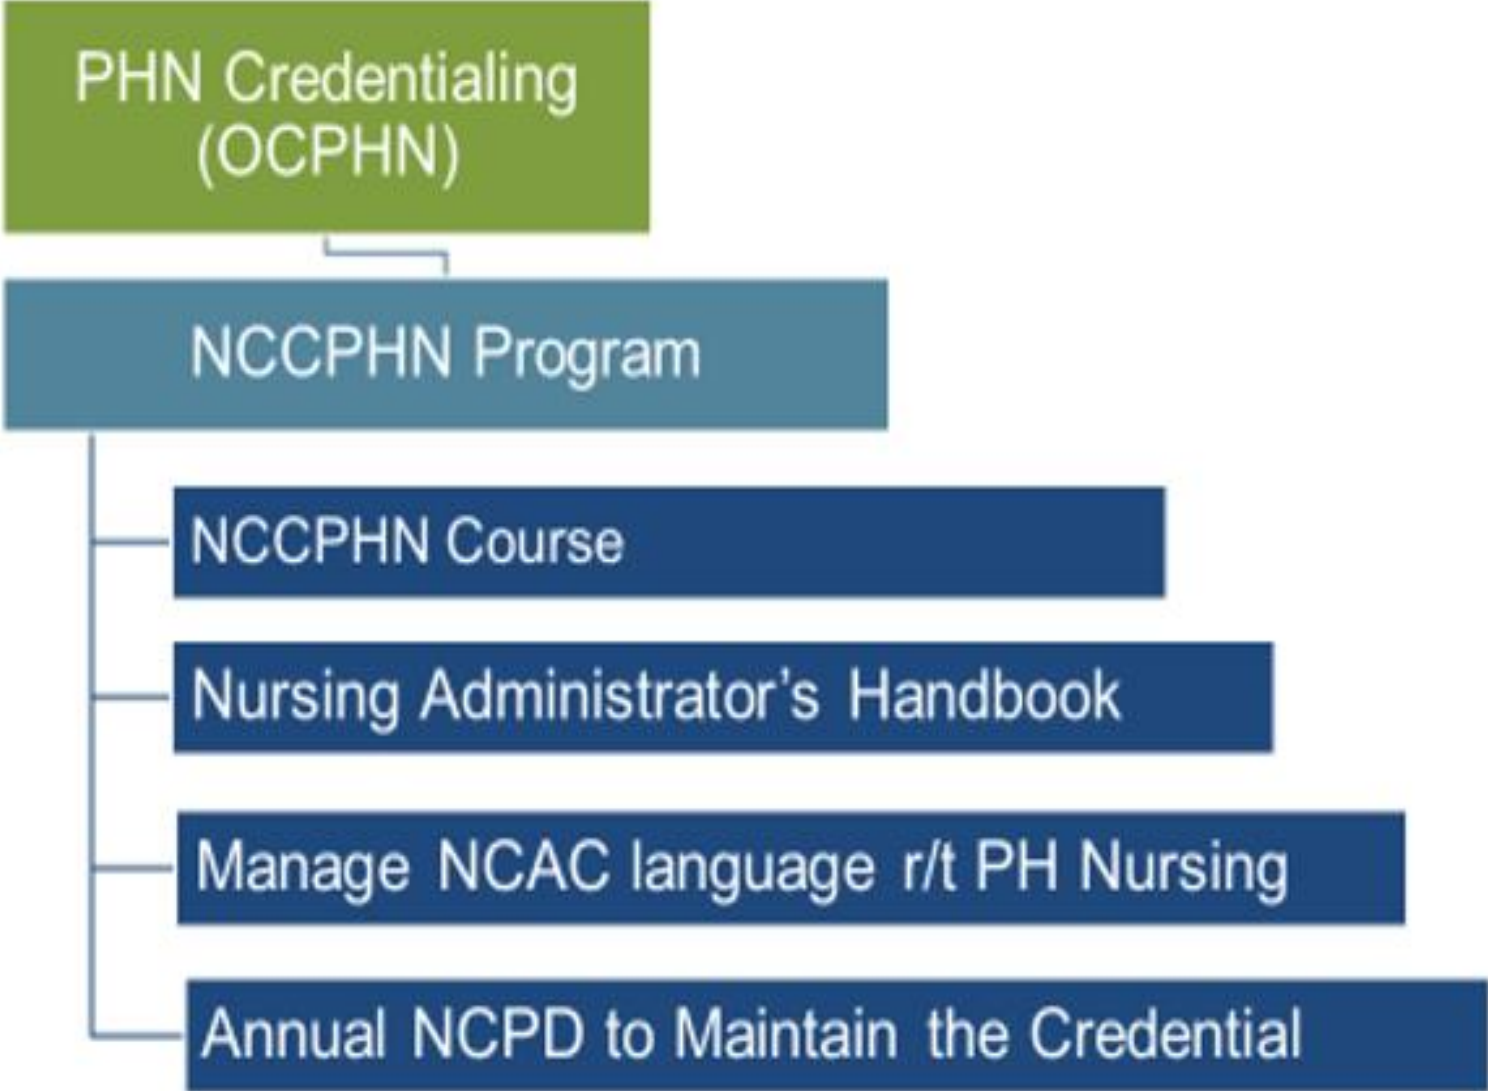 PHN Credentialing
(OCPHN)
NCCPHN Program
NCCPHN Course
Nursing Administrator’s Handbook
Manage NCAC language r/t PH Nursing
Annual NCPD to Maintain the Credential